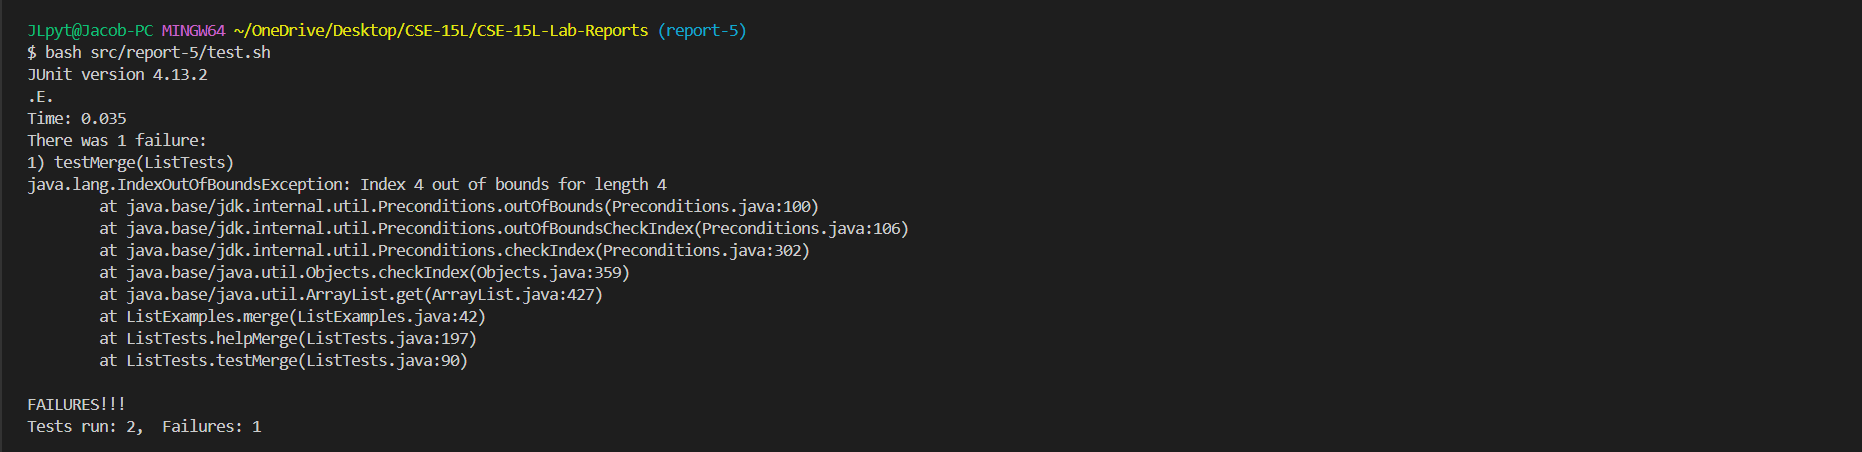 JLpyt@Jacob-PC MINGW64 ~/OneDrive/Desktop/CSE-15L/CSE-15L-Lab-Reports (report-5)
$ bash src/report-5/test.sh
JUnit version 4.13.2
.E.
Time: 0.035
There was 1 failure:
1) testMerge(ListTests)
java.lang.IndexOutOfBoundsException: Index 4 out of bounds for length 4
        at java.base/jdk.internal.util.Preconditions.outOfBounds(Preconditions.java:100)
        at java.base/jdk.internal.util.Preconditions.outOfBoundsCheckIndex(Preconditions.java:106)
        at java.base/jdk.internal.util.Preconditions.checkIndex(Preconditions.java:302)
        at java.base/java.util.Objects.checkIndex(Objects.java:359)
        at java.base/java.util.ArrayList.get(ArrayList.java:427)
        at ListExamples.merge(ListExamples.java:42)
        at ListTests.helpMerge(ListTests.java:197)
        at ListTests.testMerge(ListTests.java:90)

FAILURES!!!
Tests run: 2,  Failures: 1